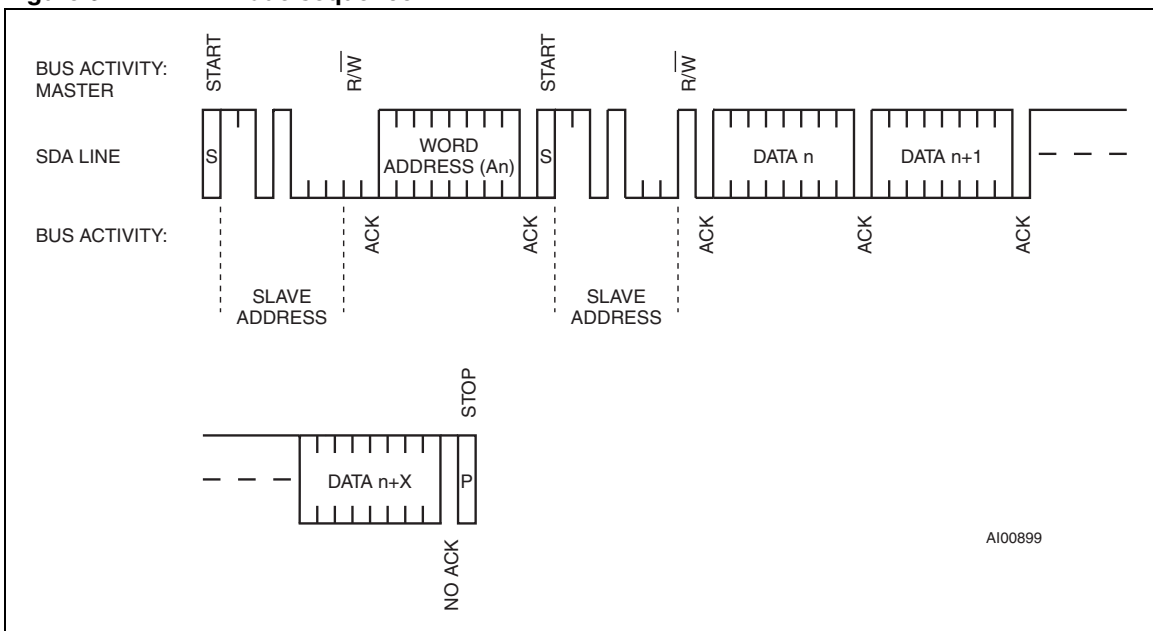 BUS ACTIVITY:
MASTER
START
R/W
START
R/W
SDA LINE
S
WORD
ADDRESS (An)
S
DATA n
DATA n+1
BUS ACTIVITY:
ACK
ACK
ACK
ACK
ACK
SLAVE
ADDRESS
SLAVE
ADDRESS
STOP
DATA n+X
P
NO ACK
AI00899